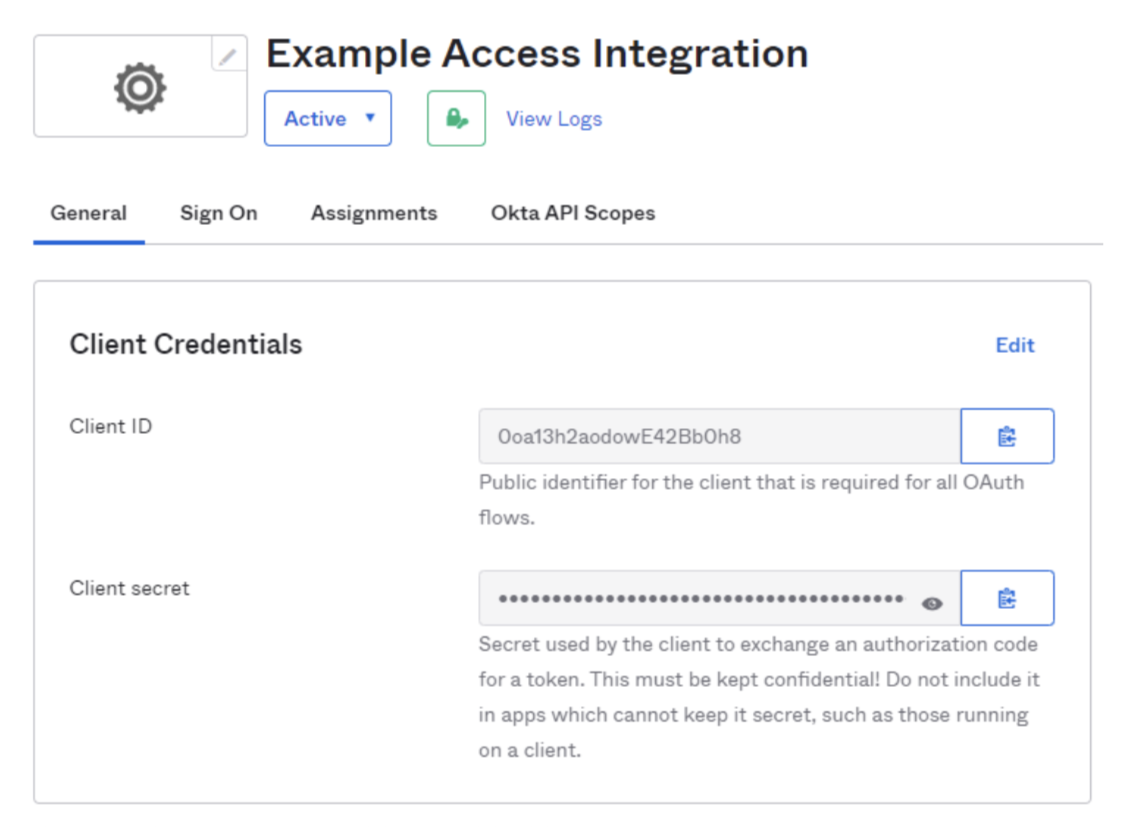 Example Access Integration
Active
View Logs
General
Sign On
Assignments
Okta API Scopes
Client Credentials
Edit
Client ID
0oa13h2aodowE42Bb0h8
Public identifier for the client that is required for all OAuth
flows.
Client secret
••••••••••••••••••••••••••••••••••••••
Secret used by the client to exchange an authorization code
for a token. This must be kept confidential! Do not include it
in apps which cannot keep it secret, such as those running
on a client.